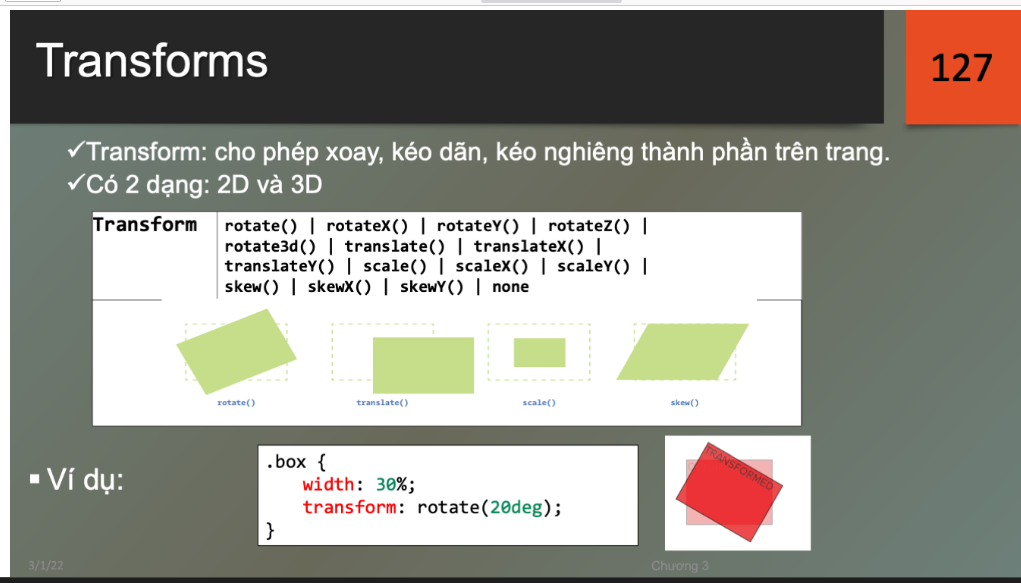 Transforms
127
✓Transform: cho phép xoay, kéo dãn, kéo nghiêng thành phần trên trang.
✓Có 2 dạng: 2D và 3D
Transform
rotate() | rotateX() | rotateY() | rotateZ() |
rotate3d() | translate() | translateX() |
translateY() | scale() | scaleX() | scaleY() |
skew() | skewX() | skewY() | none
rotate()
translate()
scale()
skew()
▪ Ví dụ:
.box {
width: 30%;
transform: rotate(20deg);
}
TRANSFORMED
3/1/22
Chương 3